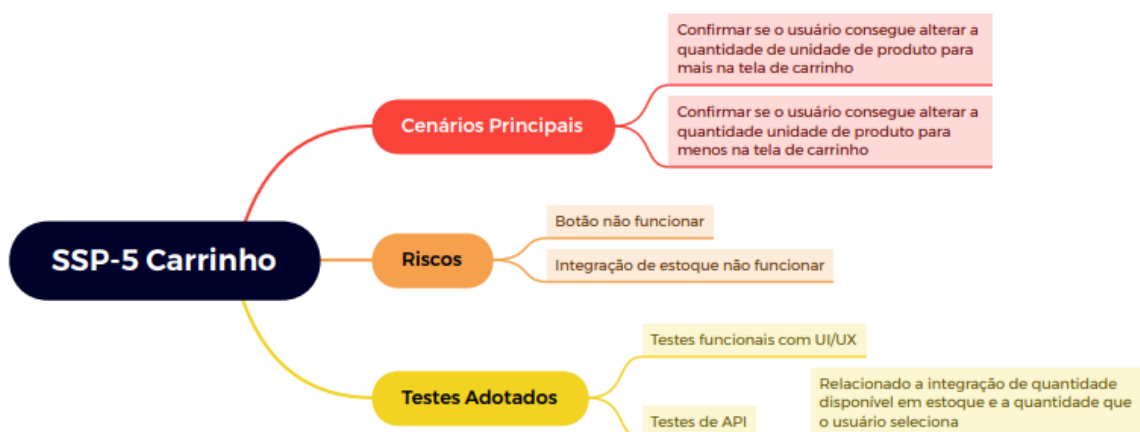 SSP-5 Carrinho
Cenários Principais
Confirmar se o usuário consegue alterar a
quantidade de unidade de produto para
mais na tela de carrinho
Confirmar se o usuário consegue alterar a
quantidade unidade de produto para
menos na tela de carrinho
Riscos
Botão não funcionar
Integração de estoque não funcionar
Testes Adotados
Testes funcionais com UI/UX
Testes de API
Relacionado a integração de quantidade
disponível em estoque e a quantidade que
o usuário seleciona